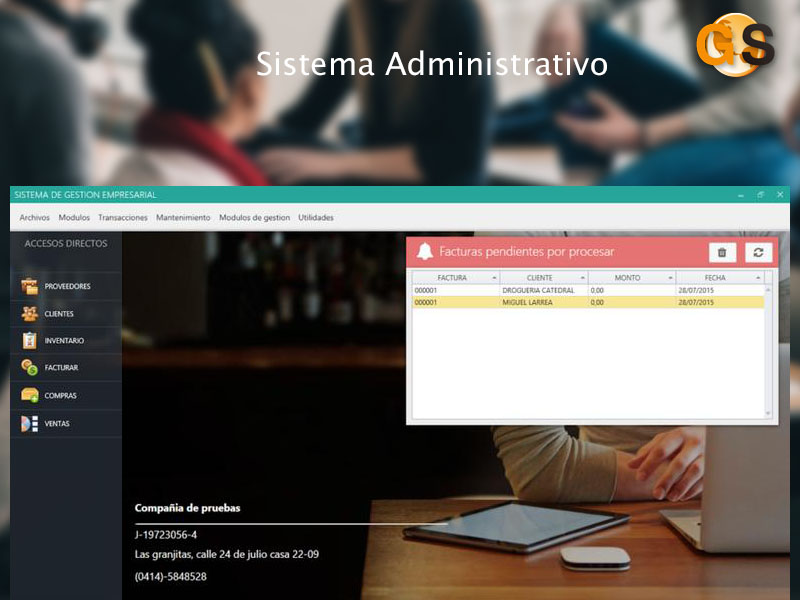 Sistema Administrativo
GS
SISTEMA DE GESTION EMPRESARIAL
Archivos Modulos Transacciones Mantenimiento Modulos de gestion Utilidades
ACCESOS DIRECTOS
PROVEEDORES
CLIENTES
INVENTARIO
FACTURAR
COMPRAS
VENTAS
Facturas pendientes por procesar
FACTURA CLIENTE MONTO FECHA
000001 DROGUERIA CATEDRAL 0,00 28/07/2015
000001 MIGUEL LARREA 0,00 28/07/2015
Compañia de pruebas
J-19723056-4
Las granjitas, calle 24 de julio casa 22-09
(0414)-5848528